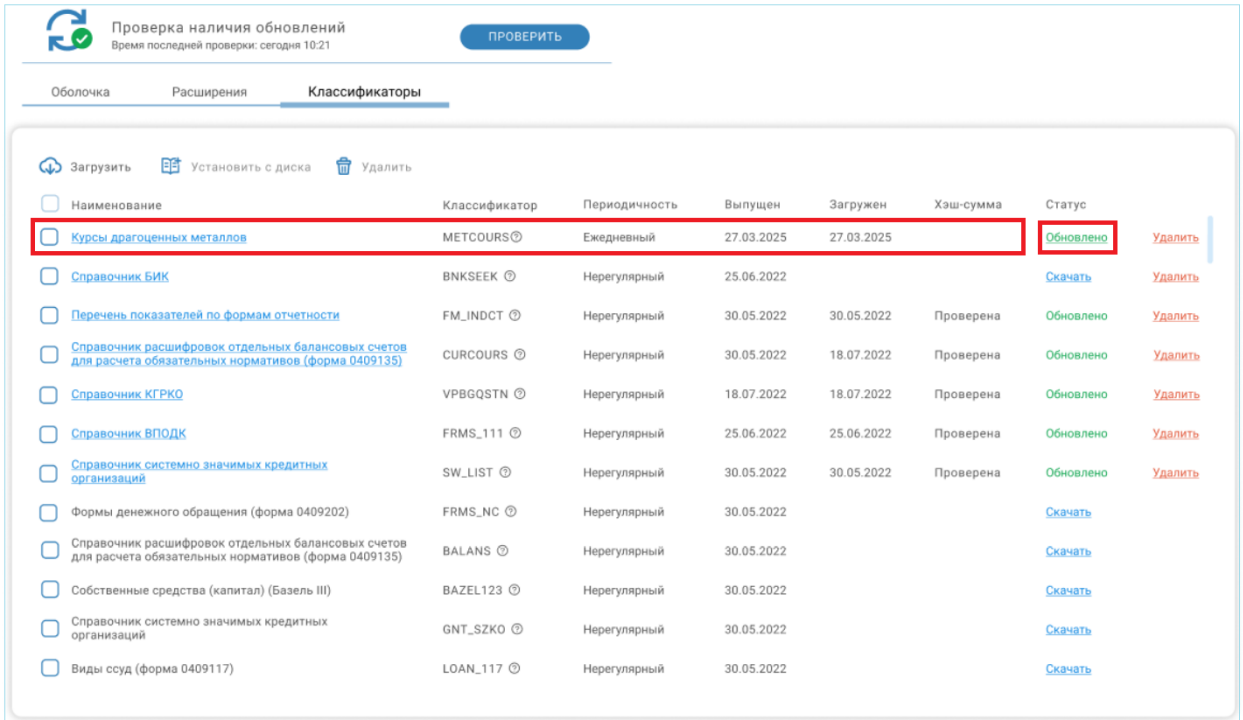 Проверка наличия обновлений
Время последней проверки: сегодня 10:21
ПРОВЕРИТЬ
Оболочка Расширения Классификаторы
Загрузить Установить с диска Удалить
Наименование Классификатор Периодичность Выпущен Загружен Хэш-сумма Статус
Курсы драгоценных металлов METCOURS Ежедневный 27.03.2025 27.03.2025 Обновлено Удалить
Справочник БИК BNKSEEK Нерегулярный 25.06.2022 Скачать Удалить
Перечень показателей по формам отчетности FM_INDCT Нерегулярный 30.05.2022 30.05.2022 Проверена Обновлено Удалить
Справочник расшифровок отдельных балансовых счетов
для расчета обязательных нормативов (форма 0409135) CURCOURS Нерегулярный 30.05.2022 18.07.2022 Проверена Обновлено Удалить
Справочник КГРКО VPBGQSTN Нерегулярный 18.07.2022 18.07.2022 Проверена Обновлено Удалить
Справочник ВПОДК FRMS_111 Нерегулярный 25.06.2022 25.06.2022 Проверена Обновлено Удалить
Справочник системно значимых кредитных
организаций SW_LIST Нерегулярный 30.05.2022 30.05.2022 Проверена Обновлено Удалить
Формы денежного обращения (форма 0409202) FRMS_NC Нерегулярный 30.05.2022 Скачать
Справочник расшифровок отдельных балансовых счетов
для расчета обязательных нормативов (форма 0409135) BALANS Нерегулярный 30.05.2022 Скачать
Собственные средства (капитал) (Базель III) BAZEL123 Нерегулярный 30.05.2022 Скачать
Справочник системно значимых кредитных
организаций GNT_SZKO Нерегулярный 30.05.2022 Скачать
Виды ссуд (форма 0409117) LOAN_117 Нерегулярный 30.05.2022 Скачать